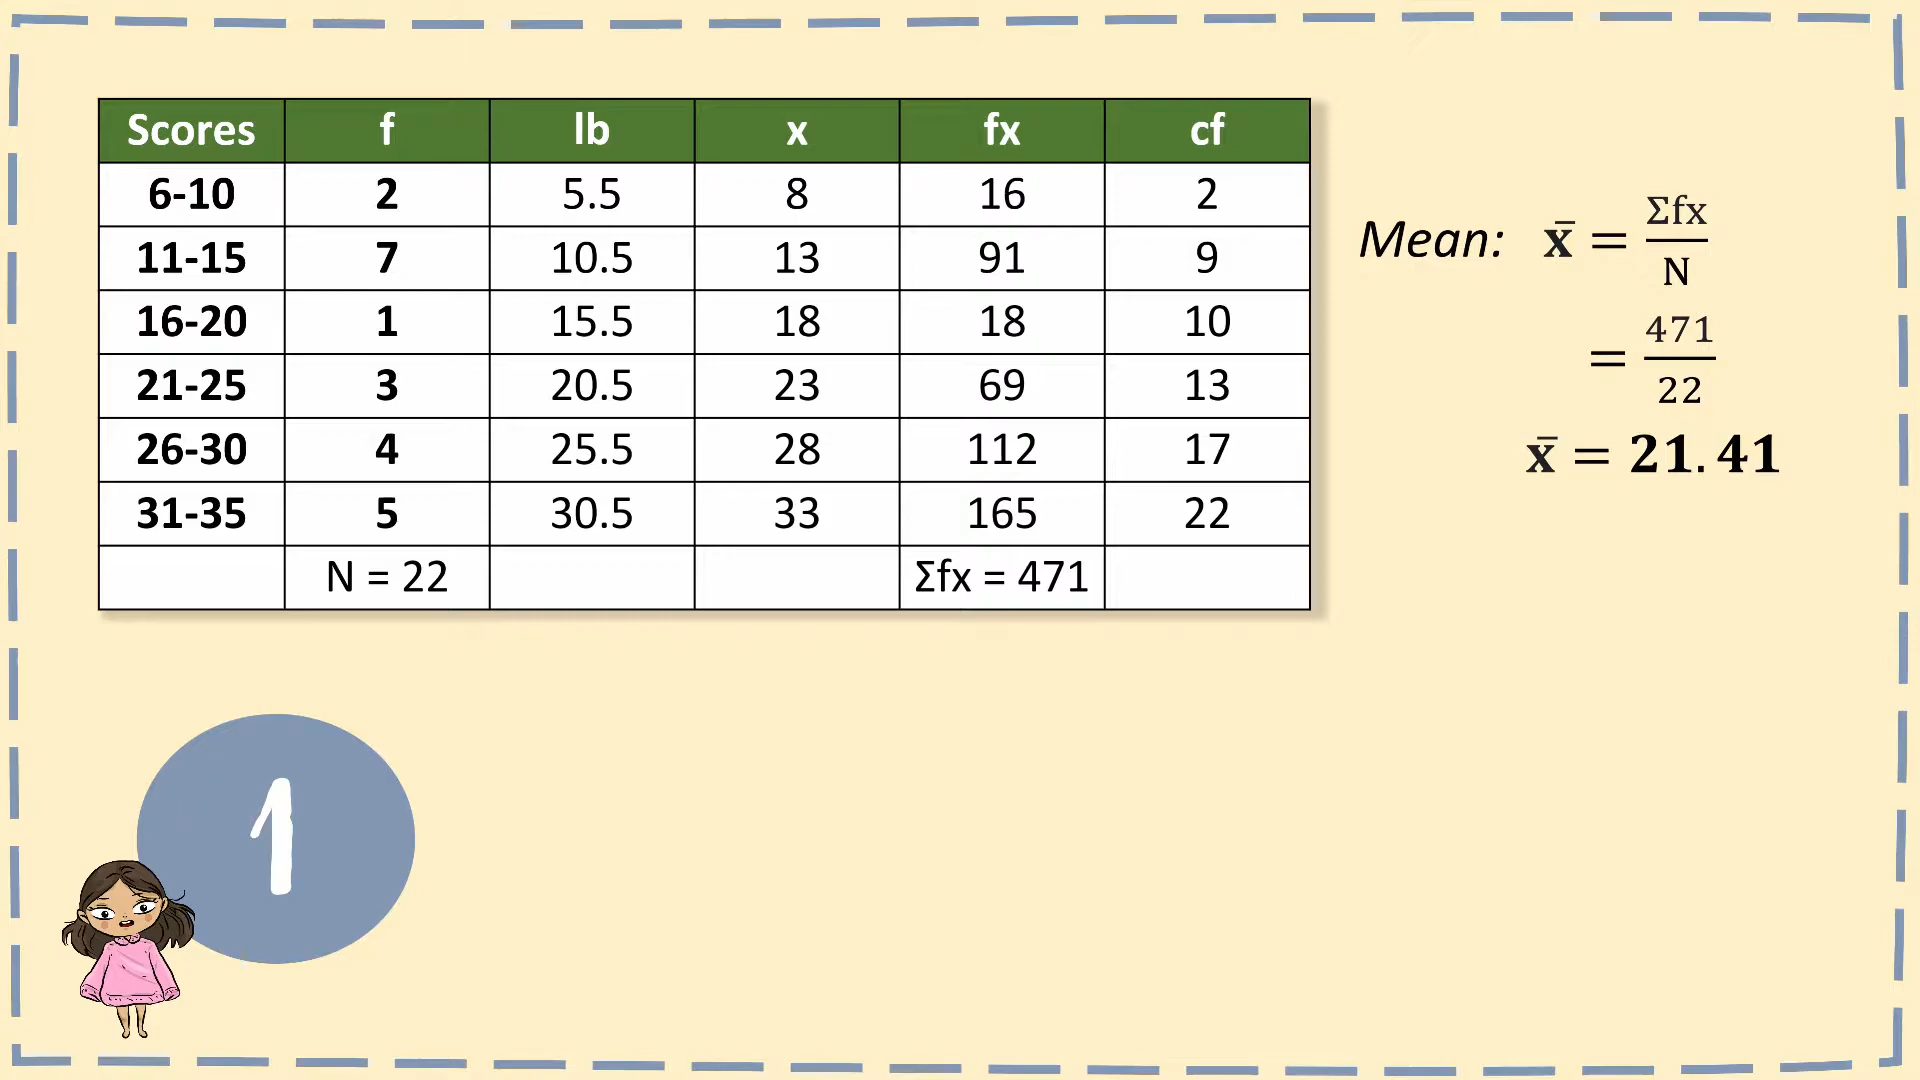 Scores f lb x fx cf
6-10 2 5.5 8 16 2
11-15 7 10.5 13 91 9
16-20 1 15.5 18 18 10
21-25 3 20.5 23 69 13
26-30 4 25.5 28 112 17
31-35 5 30.5 33 165 22
N = 22 Σfx = 471
Mean: x̄ = Σfx/N
= 471/22
x̄ = 21.41
1